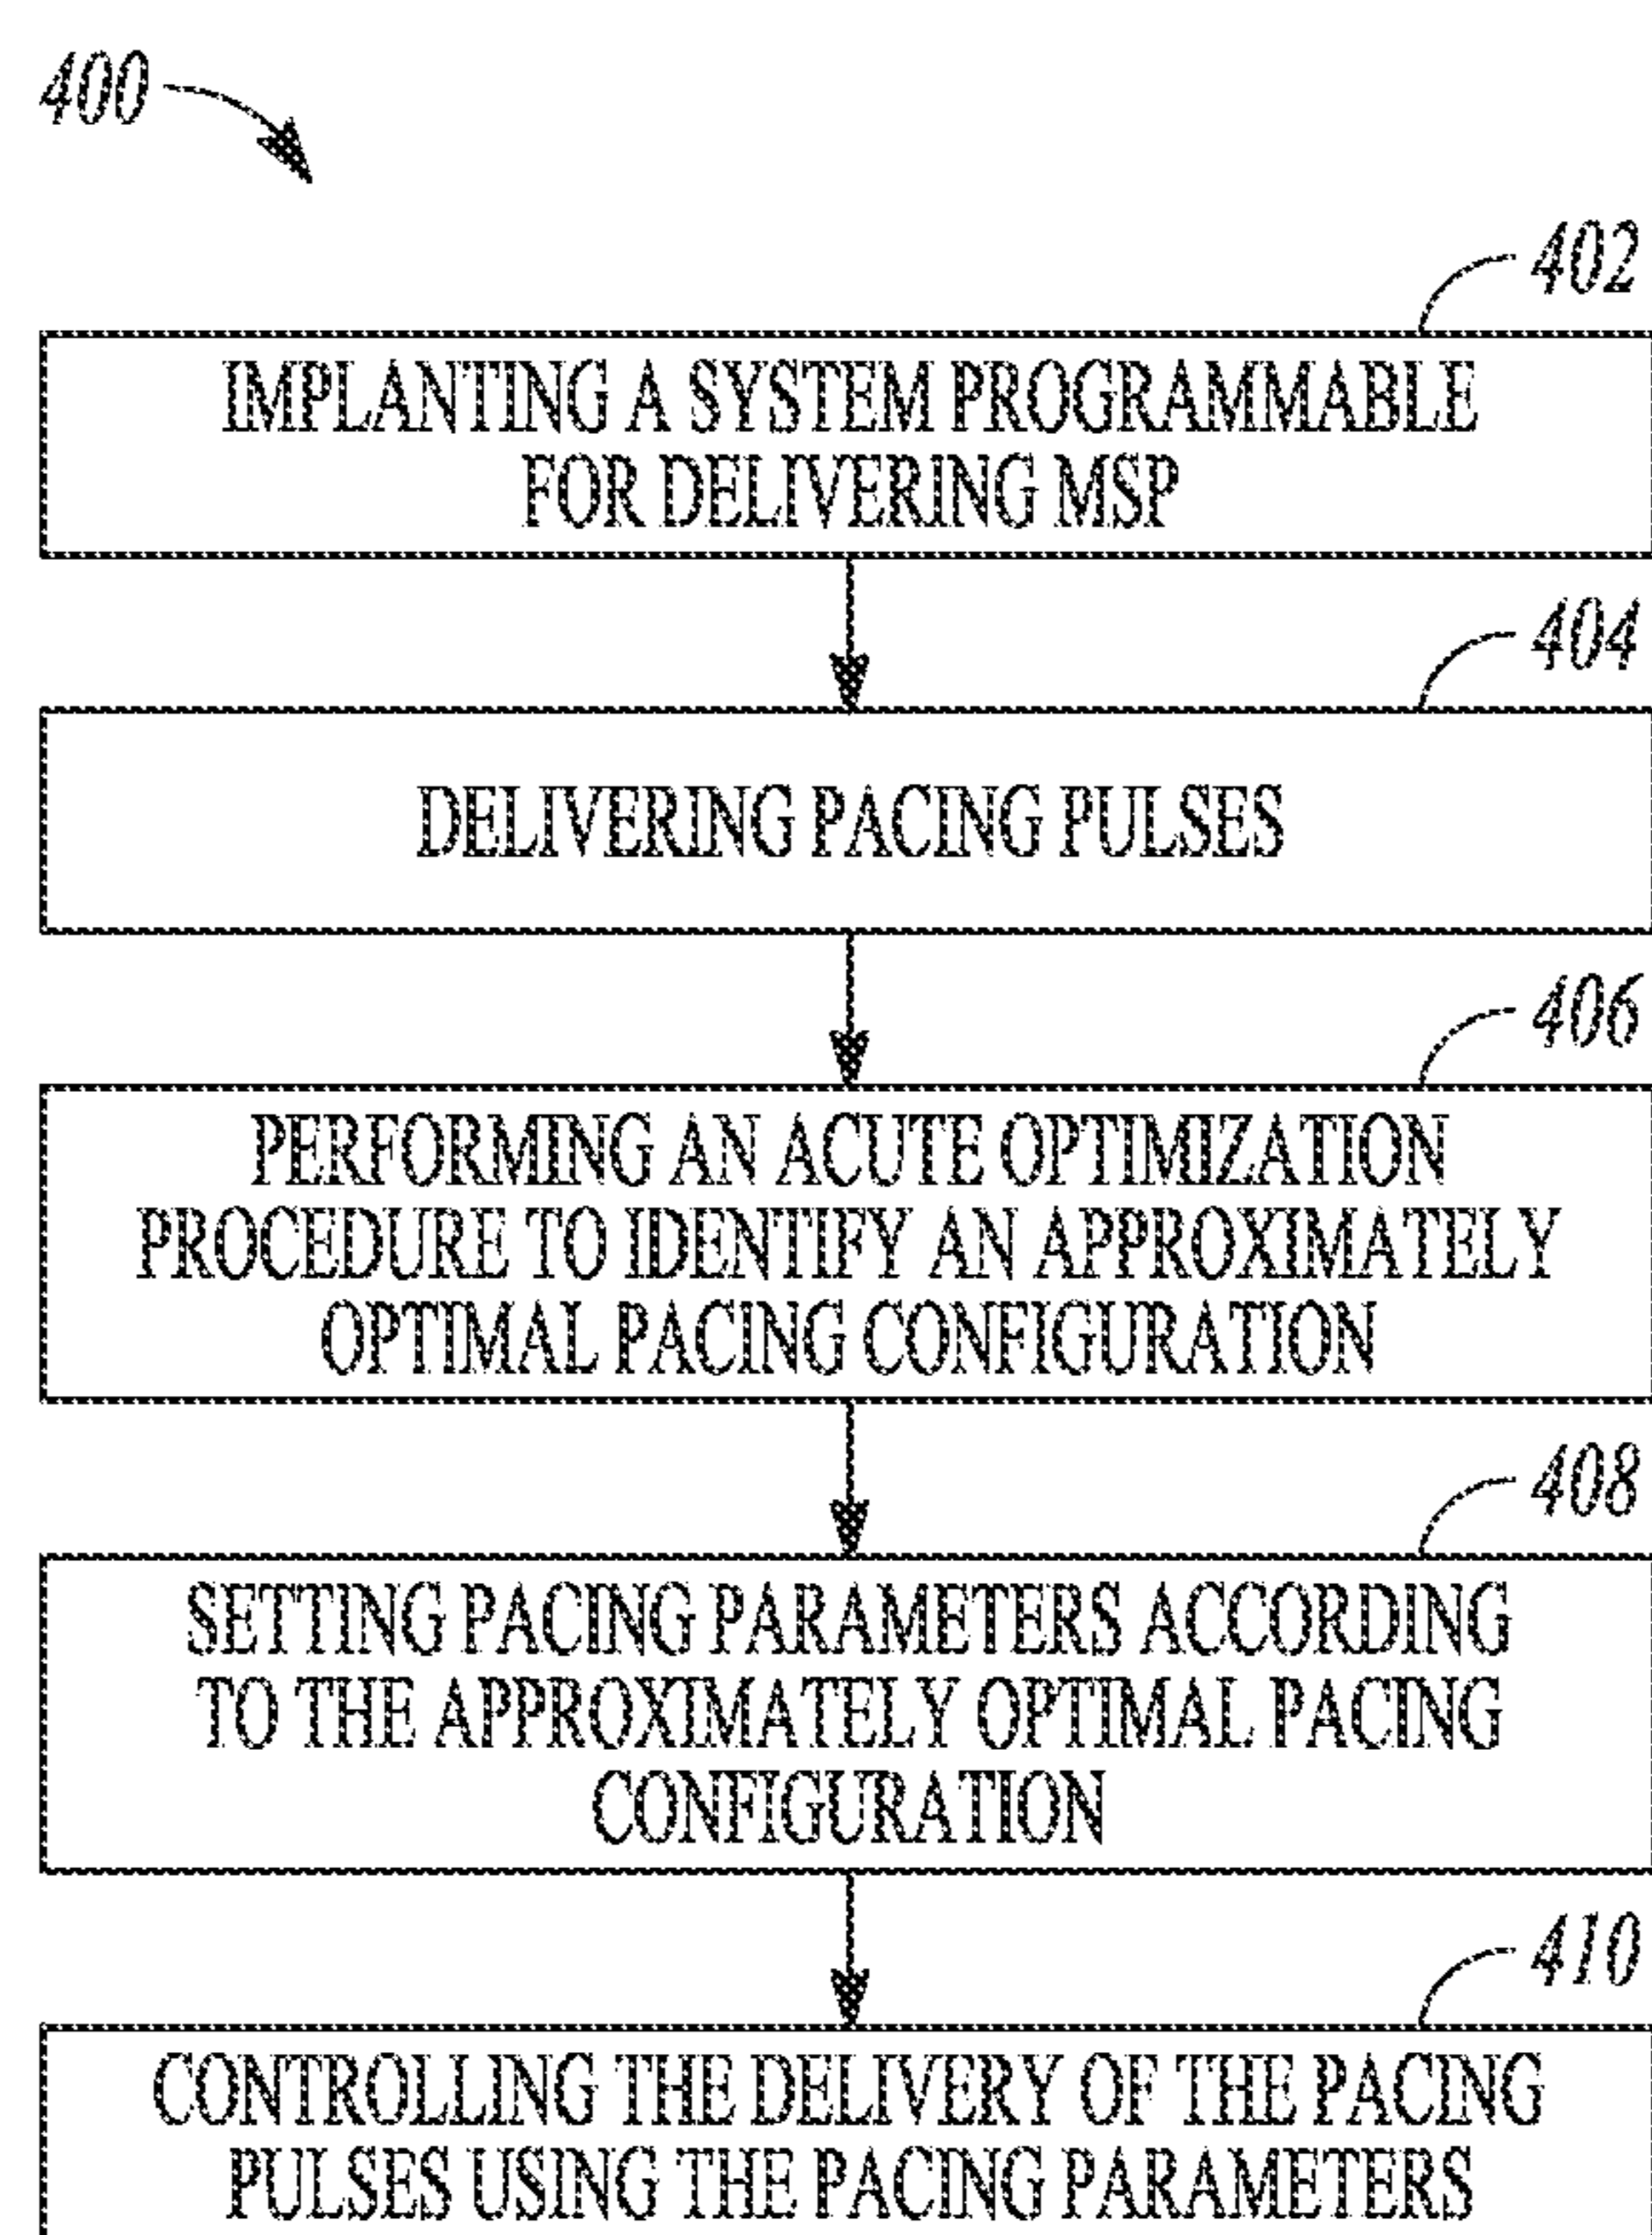 400
402
IMPLANTING A SYSTEM PROGRAMMABLE
FOR DELIVERING MSP
404
DELIVERING PACING PULSES
406
PERFORMING AN ACUTE OPTIMIZATION
PROCEDURE TO IDENTIFY AN APPROXIMATELY
OPTIMAL PACING CONFIGURATION
408
SETTING PACING PARAMETERS ACCORDING
TO THE APPROXIMATELY OPTIMAL PACING
CONFIGURATION
410
CONTROLLING THE DELIVERY OF THE PACING
PULSES USING THE PACING PARAMETERS